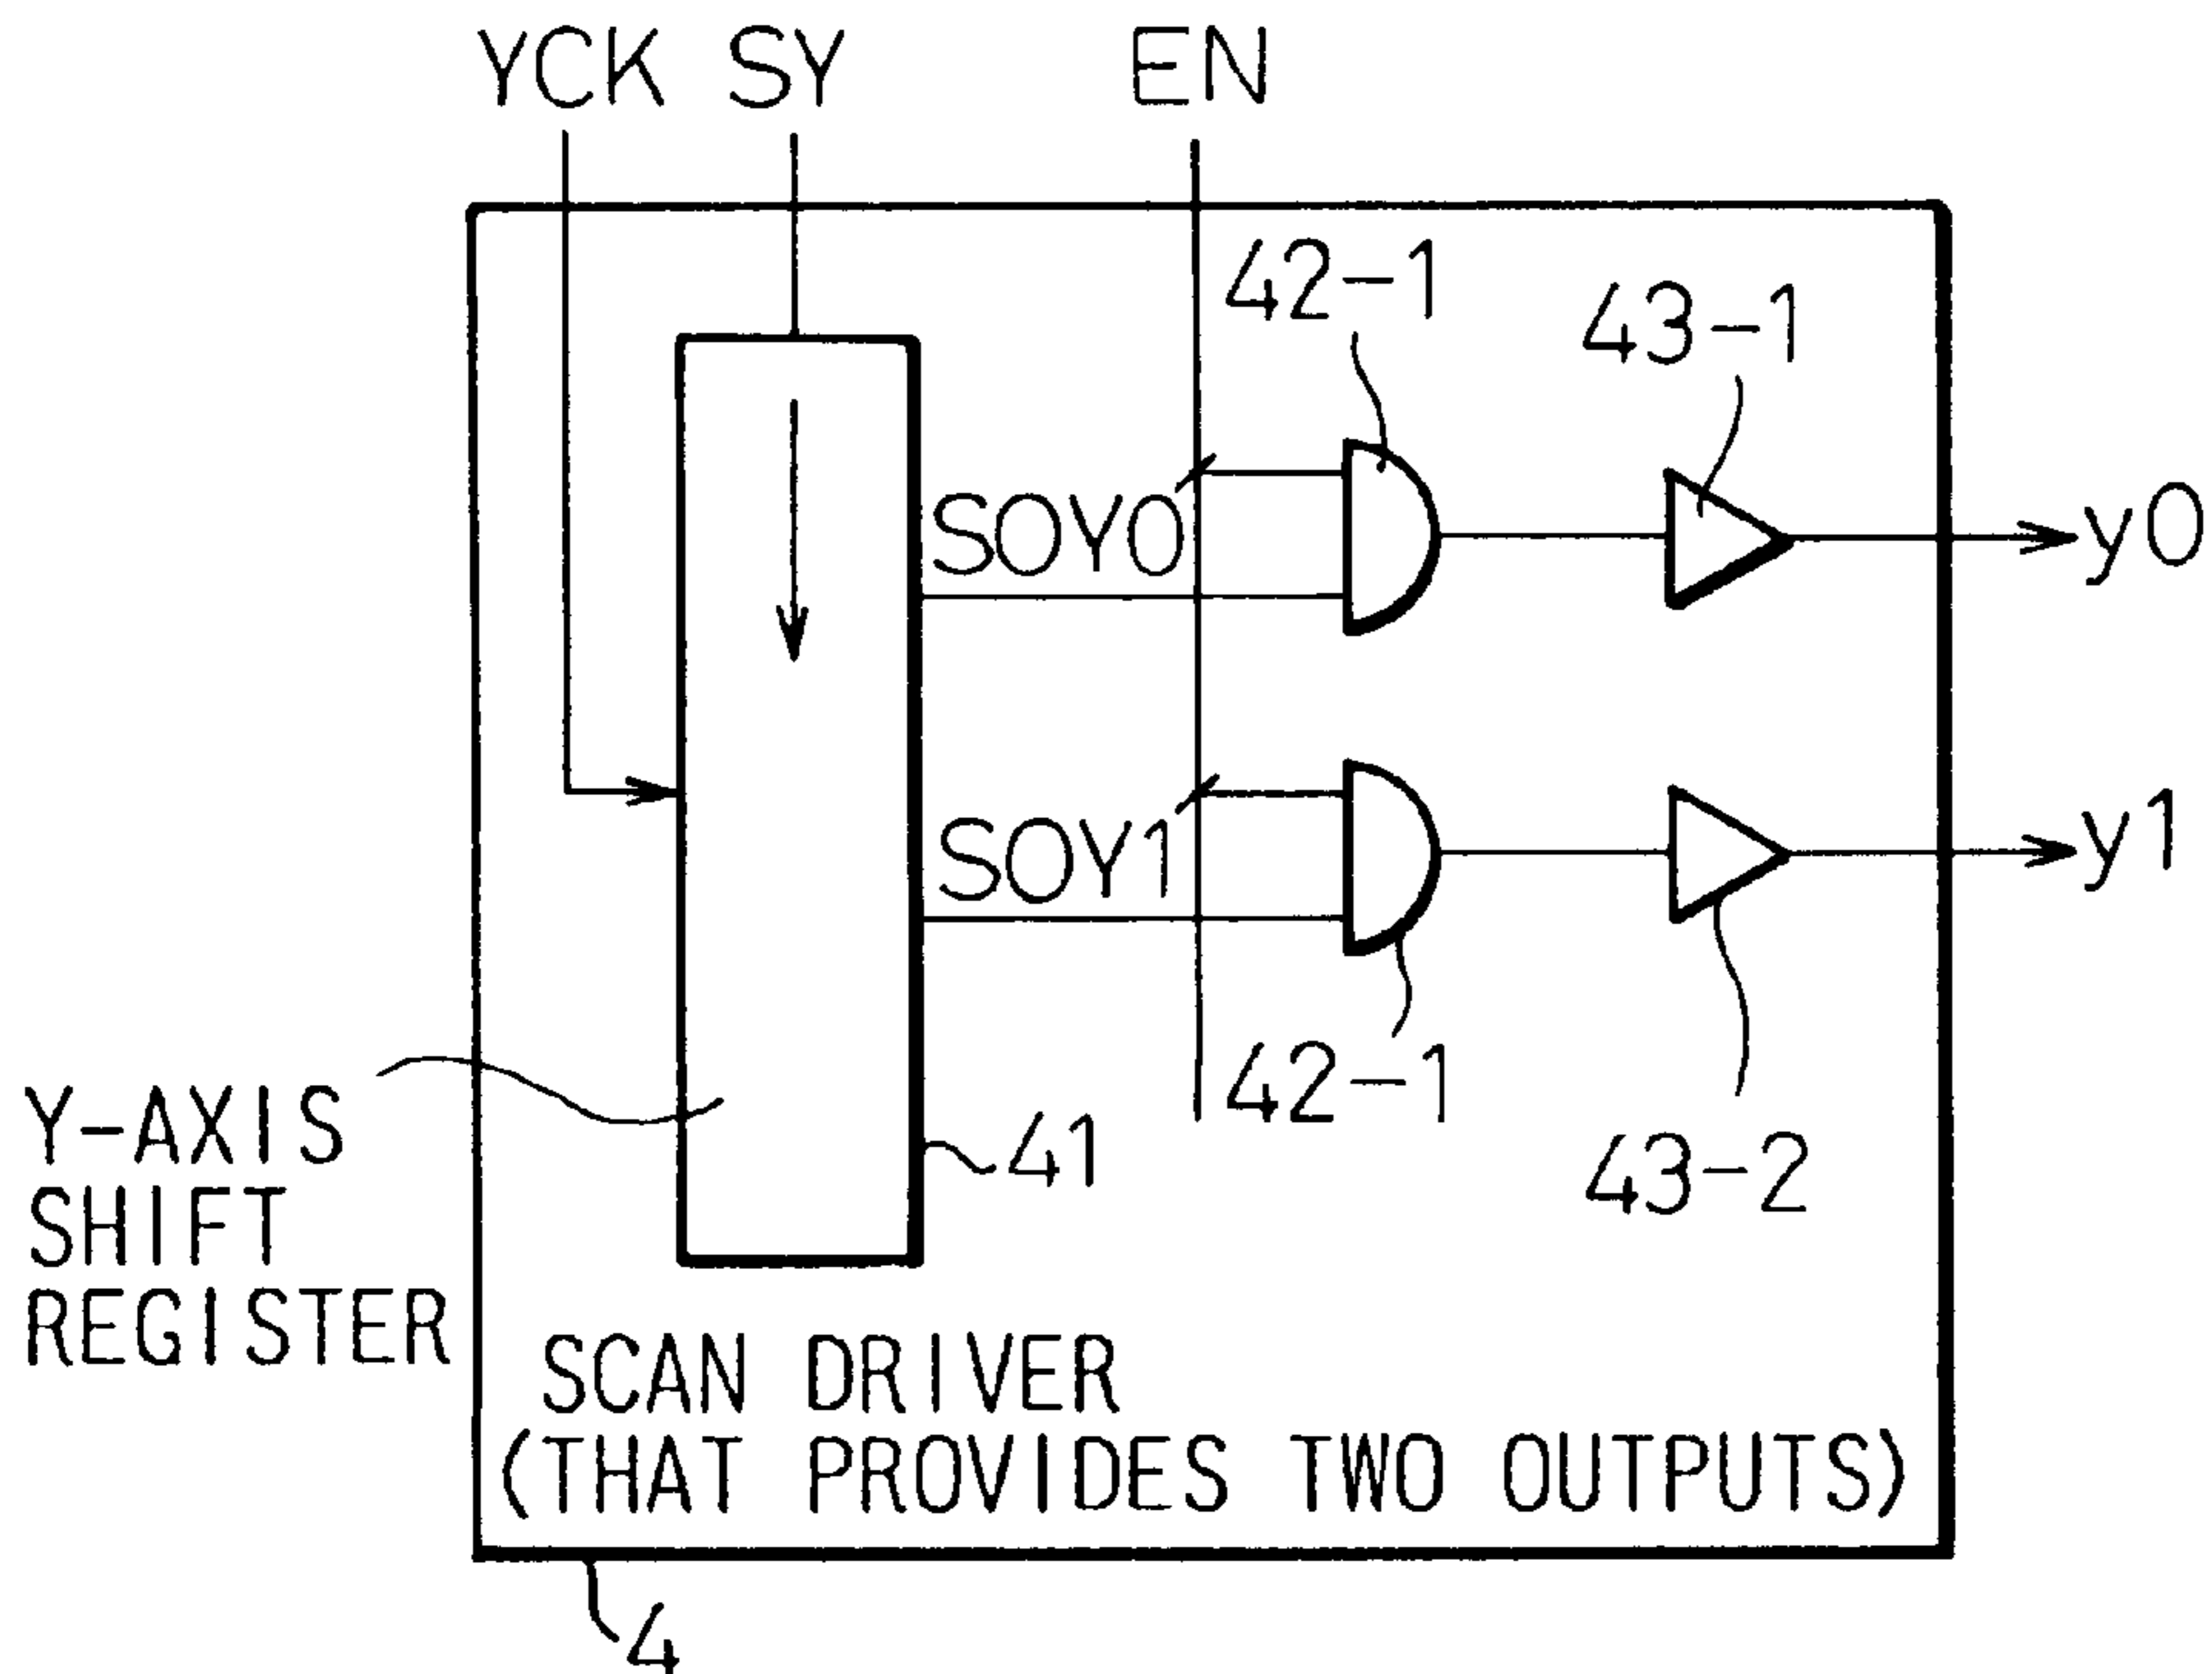 YCK SY EN
42-1
43-1
SOY0
y0
SOY1
y1
42-1
43-2
41
Y-AXIS
SHIFT
REGISTER
SCAN DRIVER
(THAT PROVIDES TWO OUTPUTS)
4